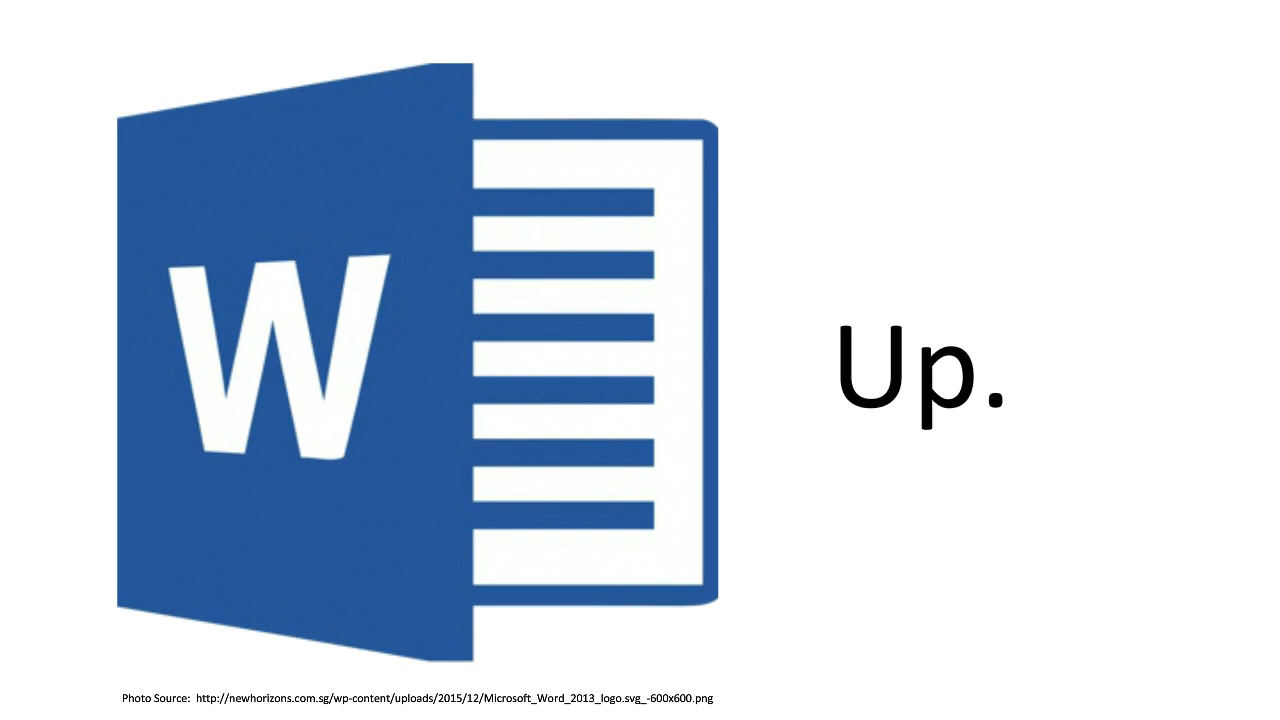 W
Up.
Photo Source:  http://newhorizons.com.sg/wp-content/uploads/2015/12/Microsoft_Word_2013_logo.svg_-600x600.png